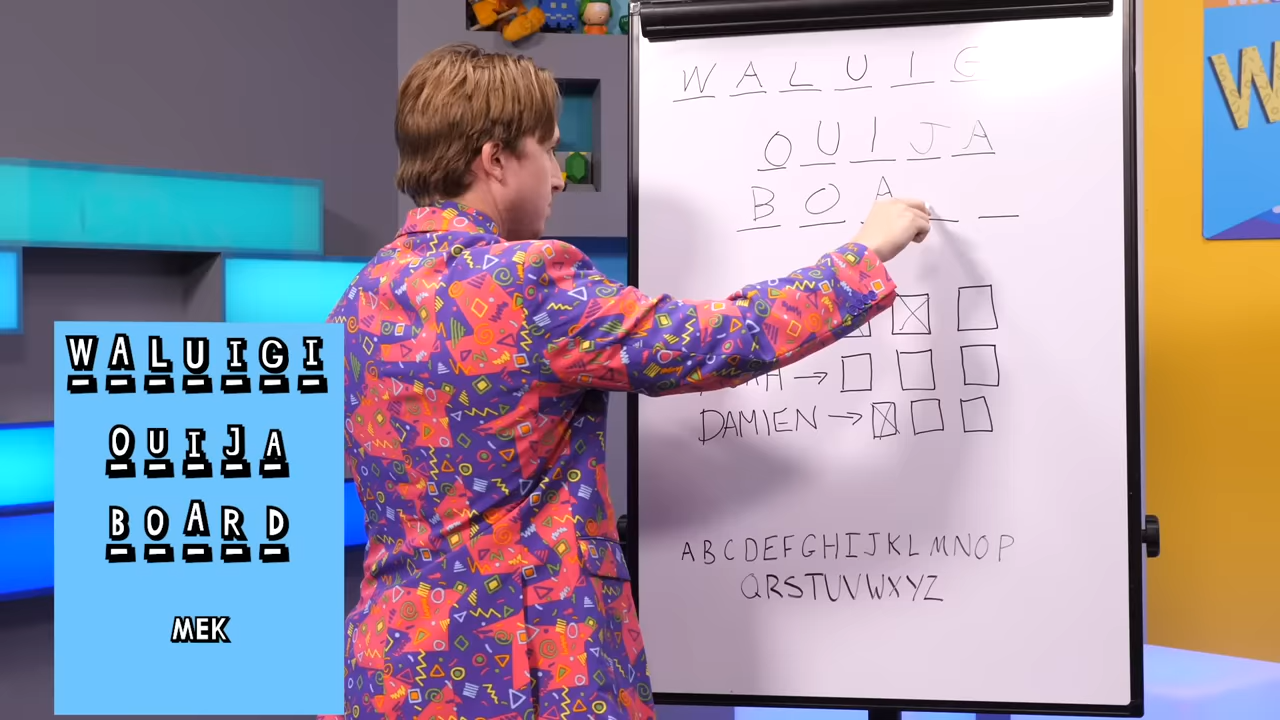 W A L U I G
O U I J A
B O A
DAMIEN →
A B C D E F G H I J K L M N O P
Q R S T U V W X Y Z
WALUIGI
OUIJA
BOARD
MEK
W